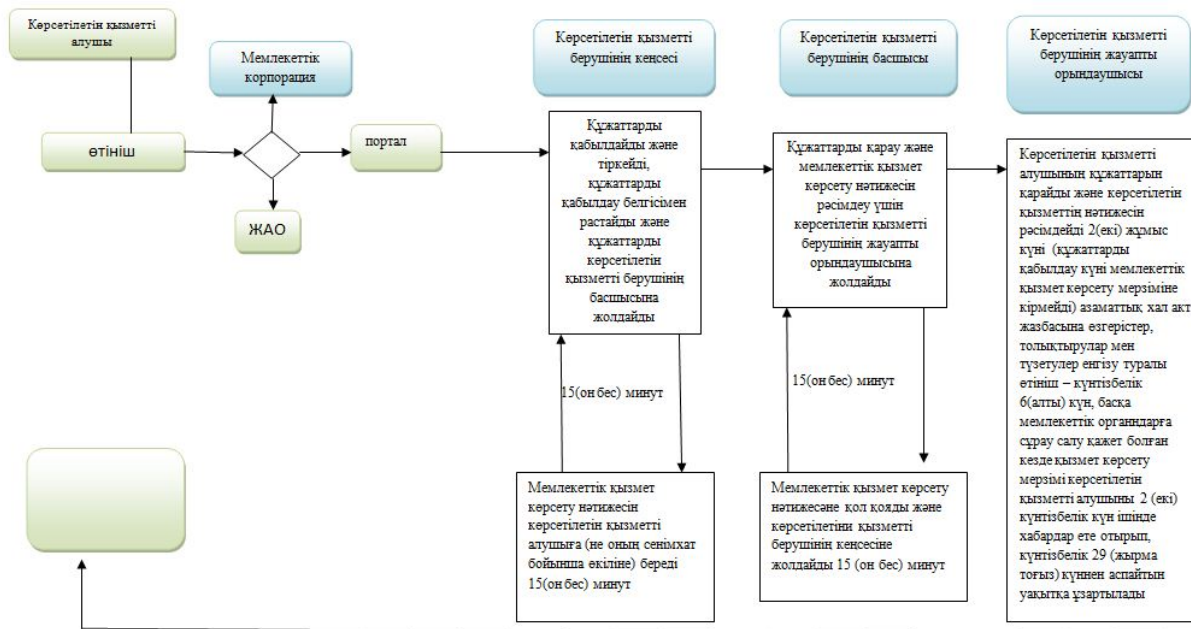 Көрсетілетін қызметті
алушы
Мемлекеттік
корпорация
өтініш
портал
ЖАО
Көрсетілетін қызметті
берушінің кеңсесі
Құжаттарды
қабылдайды және
тіркейді,
құжаттарды
қабылдау белгісімен
растайды және
құжаттарды
көрсетілетін
қызметті берушінің
басшысына
жолдайды
15(он бес) минут
Мемлекеттік қызмет
көрсету нәтижесін
көрсетілетін қызметті
алушыға (не оның сенімхат
бойынша өкіліне) береді
15(он бес) минут
Көрсетілетін қызметті
берушінің басшысы
Құжаттарды қарау және
мемлекеттік қызмет
көрсету нәтижесін
рәсімдеу үшін
көрсетілетін қызметті
берушінің жауапты
орындаушысына
жолдайды
15(он бес) минут
Мемлекеттік қызмет көрсету
нәтижесәне қол қояды және
көрсетілетіни қызметті
берушінің кеңсесіне
жолдайды 15 (он бес) минут
Көрсетілетін қызметті
берушінің жауапты
орындаушысы
Көрсетілетін қызметті
алушының құжаттарын
қарайды және көрсетілетін
қызметтің нәтижесін
рәсімдейді 2(екі) жұмыс
күні (құжаттарды
қабылдау күні мемлекеттік
қызмет көрсету мерзіміне
кірмейді) азаматтық хал акт
жазбасына өзгерістер,
толықтырулар мен
түзетулер енгізу туралы
өтініш – күнтізбелік
6(алты) күн, басқа
мемлекеттік органндарға
сұрау салу қажет болған
кезде қызмет көрсету
мерзімі көрсетілетін
қызметті алушыны 2 (екі)
күнтізбелік күн ішінде
хабардар ете отырып,
күнтізбелік 29 (жырма
тоғыз) күннен аспайтын
уақытқа ұзартылады